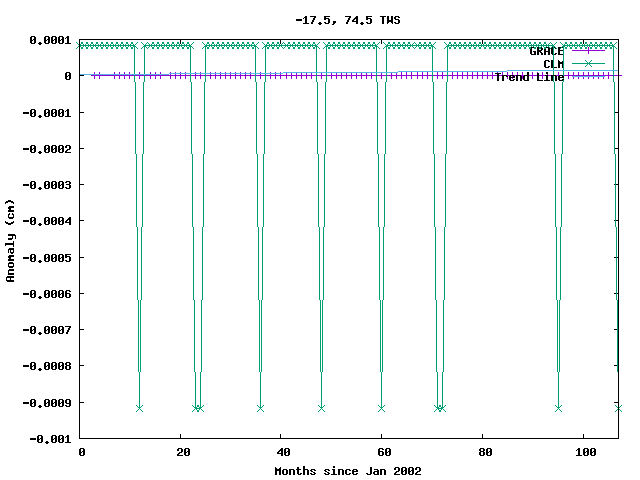 -17.5, 74.5 TWS
0.0001
0
-0.0001
-0.0002
-0.0003
-0.0004
-0.0005
-0.0006
-0.0007
-0.0008
-0.0009
-0.001
Anomaly (cm)
GRACE
CLM
Trend Line
0 20 40 60 80 100
Months since Jan 2002